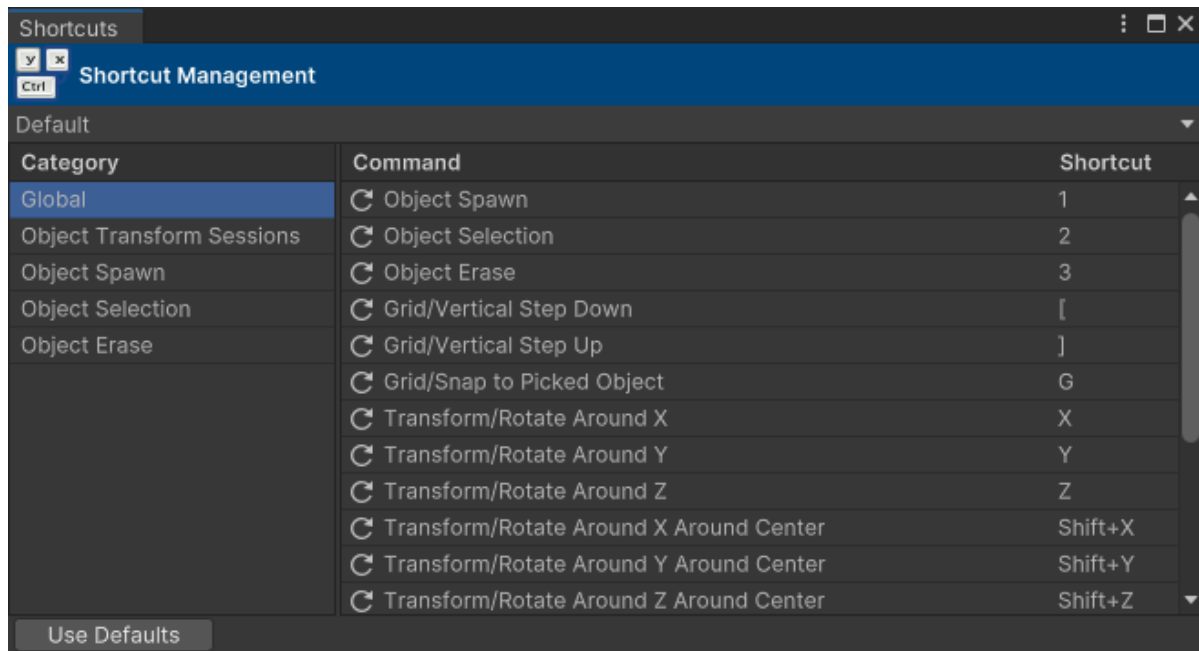 Shortcuts
y x
Ctrl
Shortcut Management
Default
Category Command Shortcut
Global Object Spawn 1
Object Transform Sessions Object Selection 2
Object Spawn Object Erase 3
Object Selection Grid/Vertical Step Down [
Object Erase Grid/Vertical Step Up ]
Grid/Snap to Picked Object G
Transform/Rotate Around X X
Transform/Rotate Around Y Y
Transform/Rotate Around Z Z
Transform/Rotate Around X Around Center Shift+X
Transform/Rotate Around Y Around Center Shift+Y
Transform/Rotate Around Z Around Center Shift+Z
Use Defaults